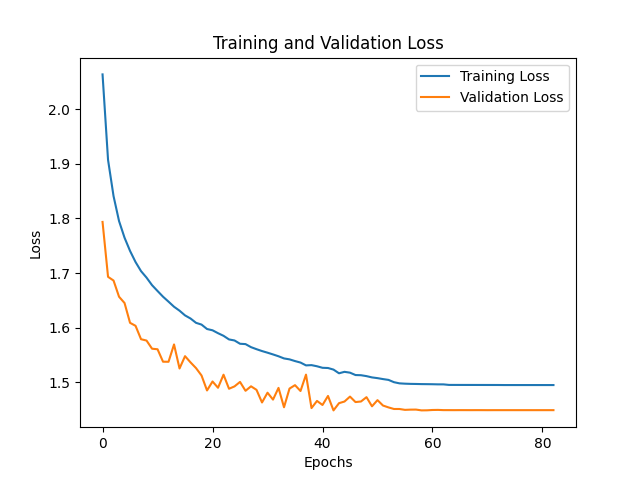 Training and Validation Loss
Training Loss
Validation Loss
2.0
1.9
1.8
1.7
1.6
1.5
Loss
0 20 40 60 80
Epochs